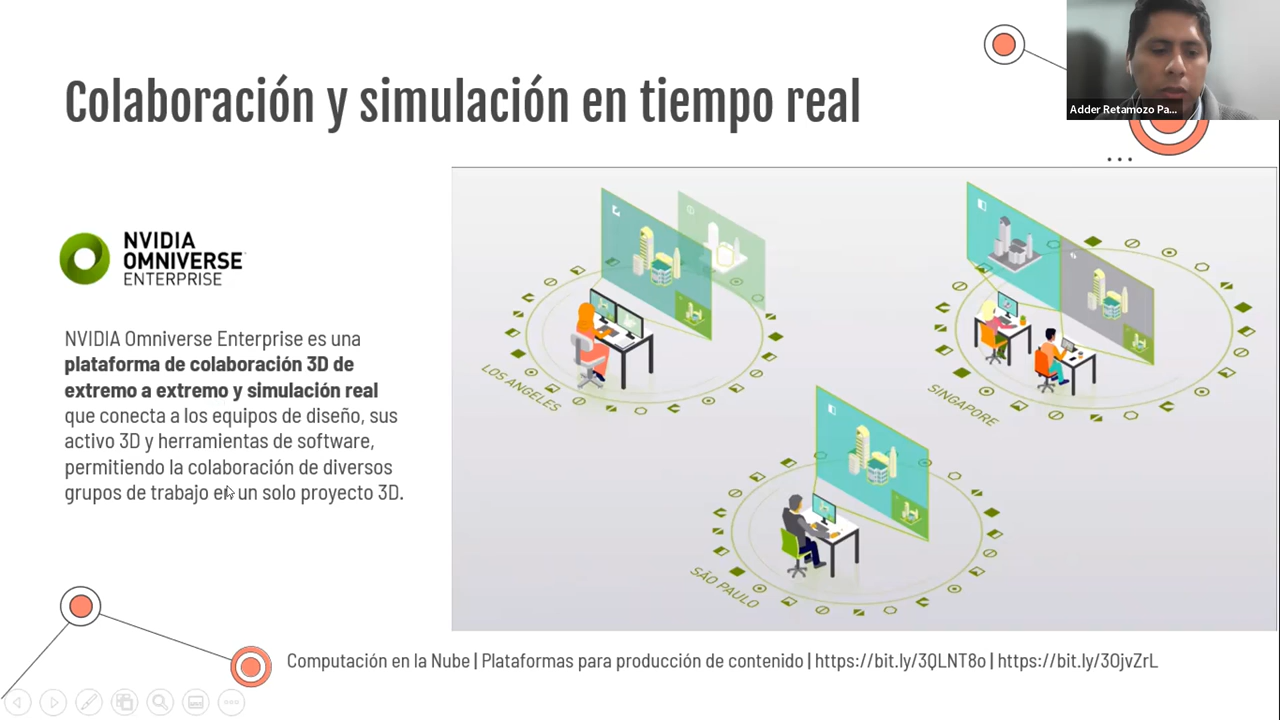 Colaboración y simulación en tiempo real
Adder Retamozo Pa...
NVIDIA
OMNIVERSE
ENTERPRISE
NVIDIA Omniverse Enterprise es una
plataforma de colaboración 3D de
extremo a extremo y simulación real
que conecta a los equipos de diseño, sus
activo 3D y herramientas de software,
permitiendo la colaboración de diversos
grupos de trabajo en un solo proyecto 3D.
LOS ANGELES
SINGAPORE
SÃO PAULO
Computación en la Nube | Plataformas para producción de contenido | https://bit.ly/3QLNT8o | https://bit.ly/3OjvZrL